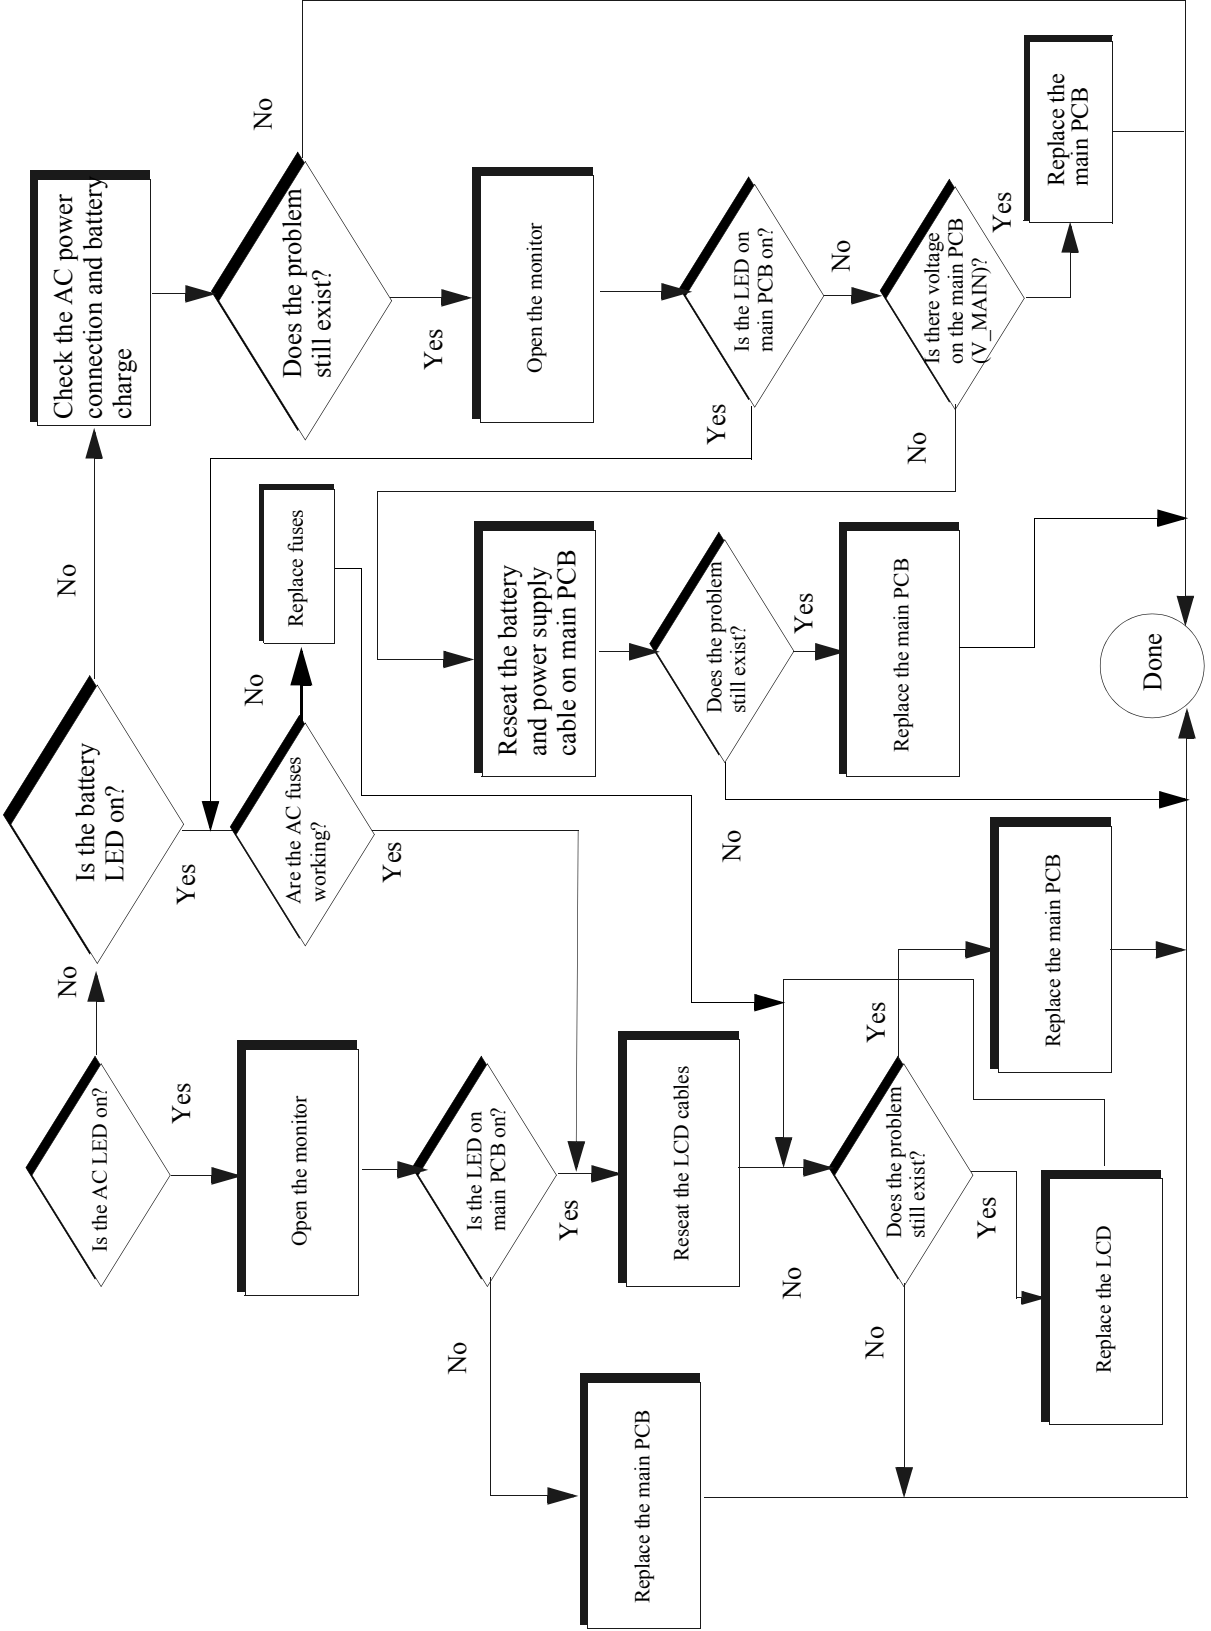 Is the AC LED on?
No
Yes
Is the battery
LED on?
No
Yes
Check the AC power
connection and battery
charge
Open the monitor
Are the AC fuses
working?
No
Yes
Replace fuses
Does the problem
still exist?
No
Yes
Is the LED on
main PCB on?
No
Yes
Open the monitor
Replace the main PCB
Reseat the LCD cables
No
Reseat the battery
and power supply
cable on main PCB
Is the LED on
main PCB on?
Yes
No
Does the problem
still exist?
No
Yes
Is there voltage
on the main PCB
(V_MAIN)?
No
Yes
Does the problem
still exist?
No
Yes
Yes
Replace the main PCB
Replace the
main PCB
Replace the LCD
Replace the main PCB
Done